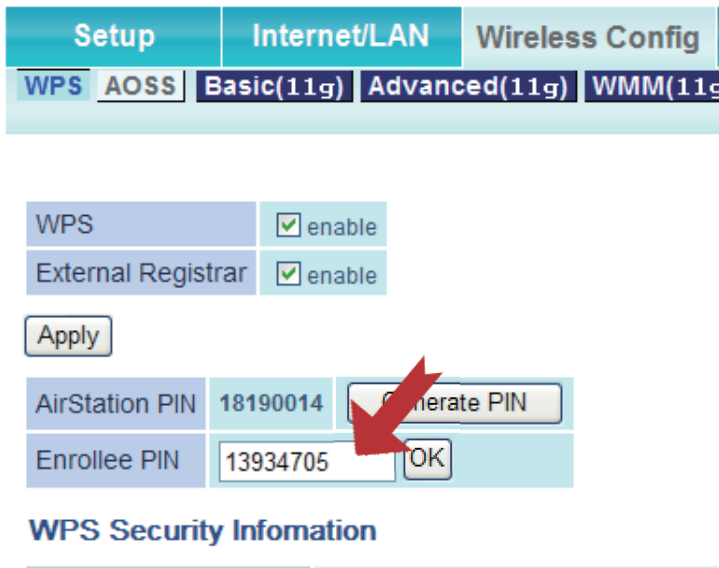 Setup Internet/LAN Wireless Config
WPS AOSS Basic(11g) Advanced(11g) WMM(11g
WPS enable
External Registrar enable
Apply
AirStation PIN 18190014 Generate PIN
Enrollee PIN 13934705 OK
WPS Security Infomation